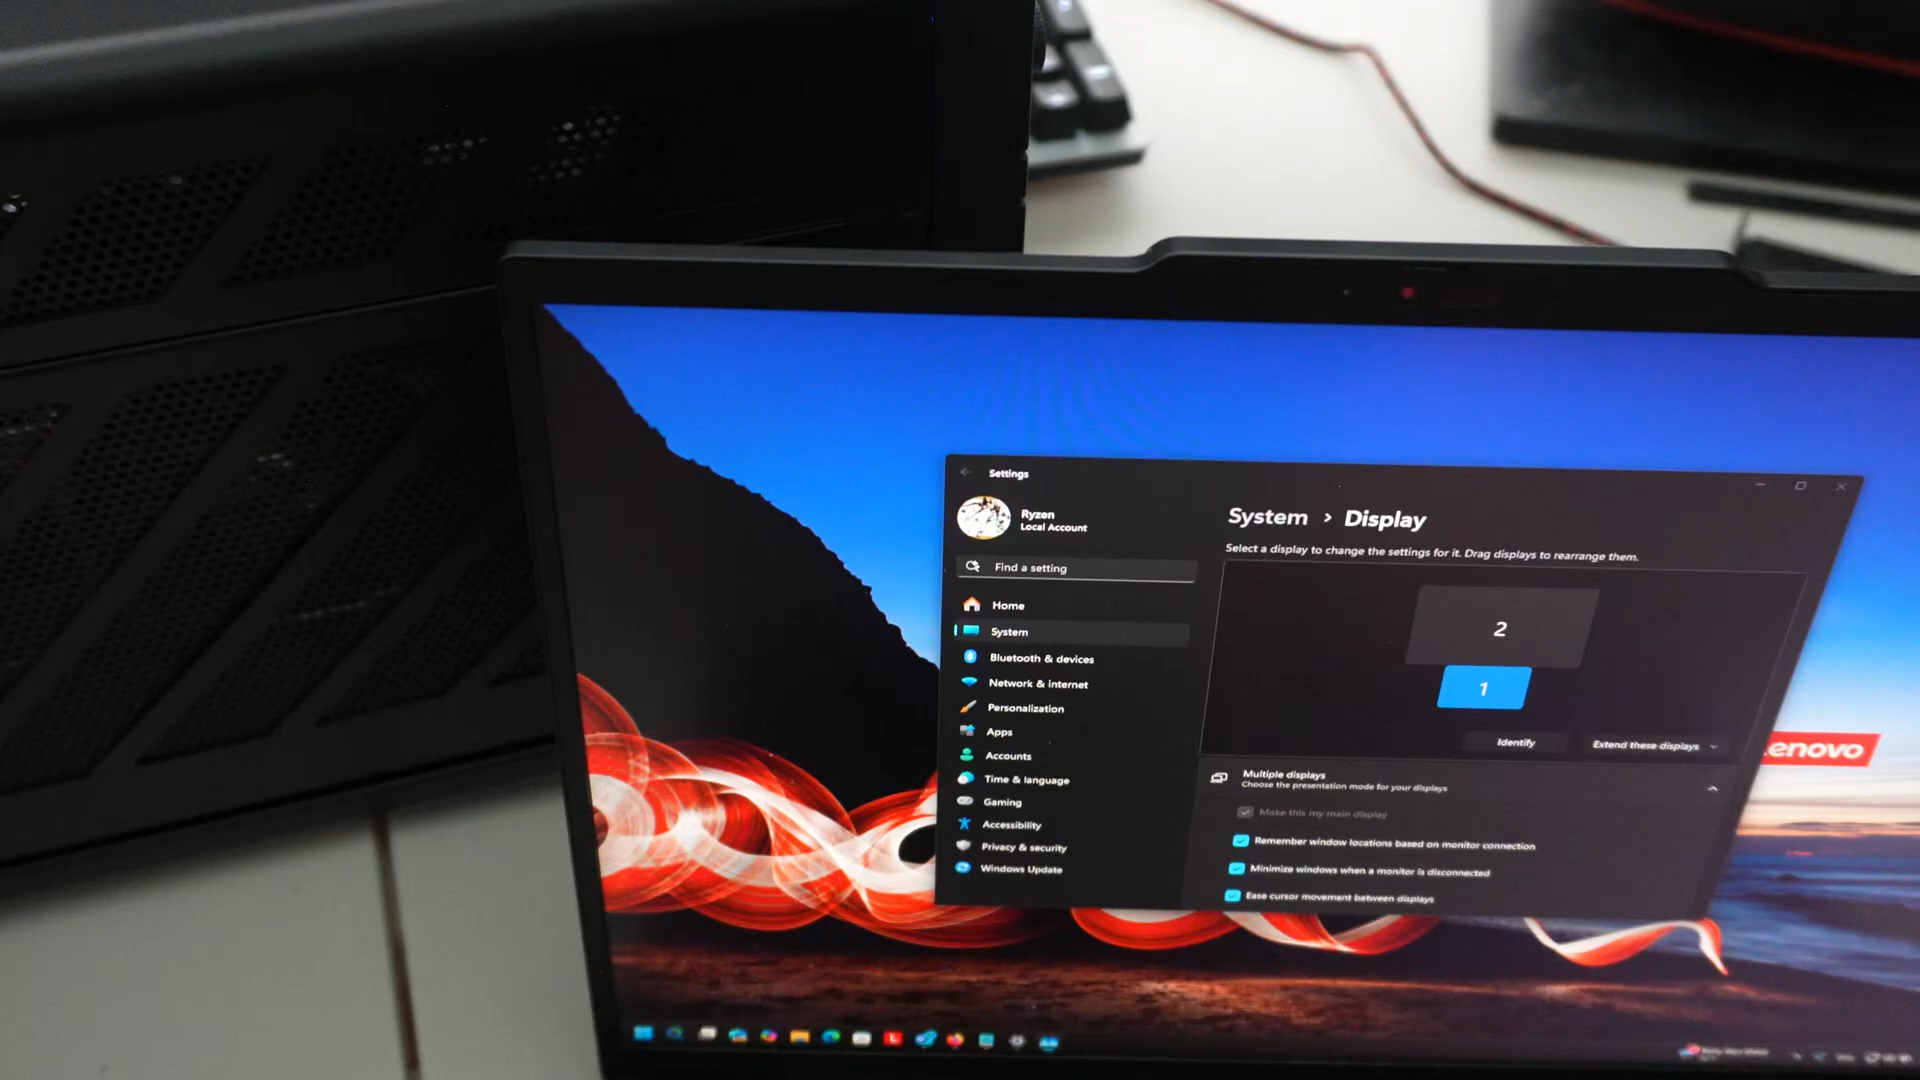 Settings
Ryzen
Local Account
Find a setting
Home
System
Bluetooth & devices
Network & internet
Personalization
Apps
Accounts
Time & language
Gaming
Accessibility
Privacy & security
Windows Update
System > Display
Select a display to change the settings for it. Drag displays to rearrange them.
2
1
Identify
Extend these displays
Multiple displays
Choose the presentation mode for your displays
Make this my main display
Remember window locations based on monitor connection
Minimize windows when a monitor is disconnected
Ease cursor movement between displays
Lenovo